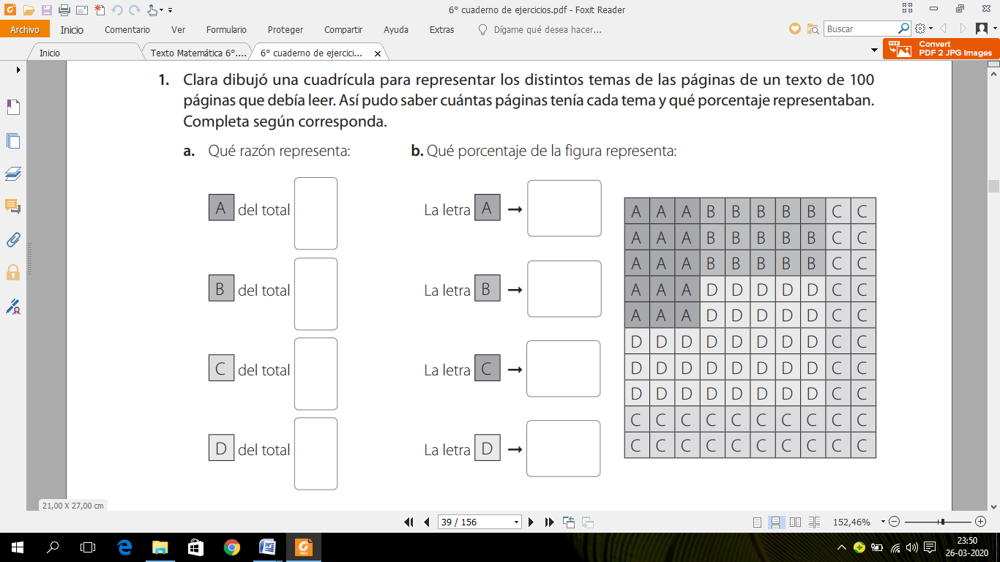 6° cuaderno de ejercicios.pdf - Foxit Reader
Archivo Inicio Comentario Ver Formulario Proteger Compartir Ayuda Extras Dígame qué desea hacer... Buscar
Inicio Texto Matemática 6°.... 6° cuaderno de ejercici... × Convert
PDF 2 JPG Images
1. Clara dibujó una cuadrícula para representar los distintos temas de las páginas de un texto de 100
páginas que debía leer. Así pudo saber cuántas páginas tenía cada tema y qué porcentaje representaban.
Completa según corresponda.
a. Qué razón representa:
A del total
B del total
C del total
D del total
b. Qué porcentaje de la figura representa:
La letra A →
La letra B →
La letra C →
La letra D →
A A A B B B B B C C
A A A B B B B B C C
A A A B B B B B C C
A A A D D D D D C C
A A A D D D D D C C
D D D D D D D D C C
D D D D D D D D C C
D D D D D D D D C C
C C C C C C C C C C
C C C C C C C C C C
21,00 X 27,00 cm
39 / 156
152,46%
23:50
26-03-2020